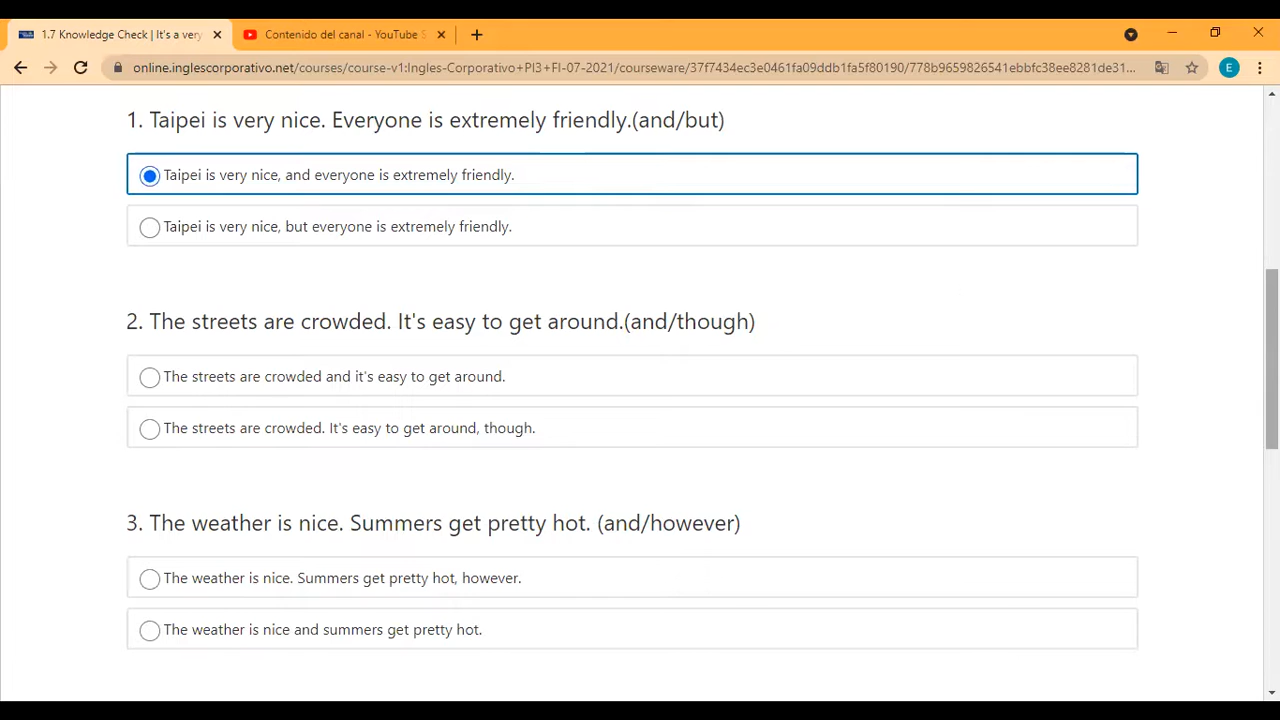 1.7 Knowledge Check | It's a very
Contenido del canal - YouTube S
online.inglescorporativo.net/courses/course-v1:Ingles-Corporativo+PI3+FI-07-2021/courseware/37f7434ec3e0461fa09ddb1fa5f80190/778b9659826541ebbfc38ee8281de31...
E
1. Taipei is very nice. Everyone is extremely friendly.(and/but)
Taipei is very nice, and everyone is extremely friendly.
Taipei is very nice, but everyone is extremely friendly.
2. The streets are crowded. It's easy to get around.(and/though)
The streets are crowded and it's easy to get around.
The streets are crowded. It's easy to get around, though.
3. The weather is nice. Summers get pretty hot. (and/however)
The weather is nice. Summers get pretty hot, however.
The weather is nice and summers get pretty hot.